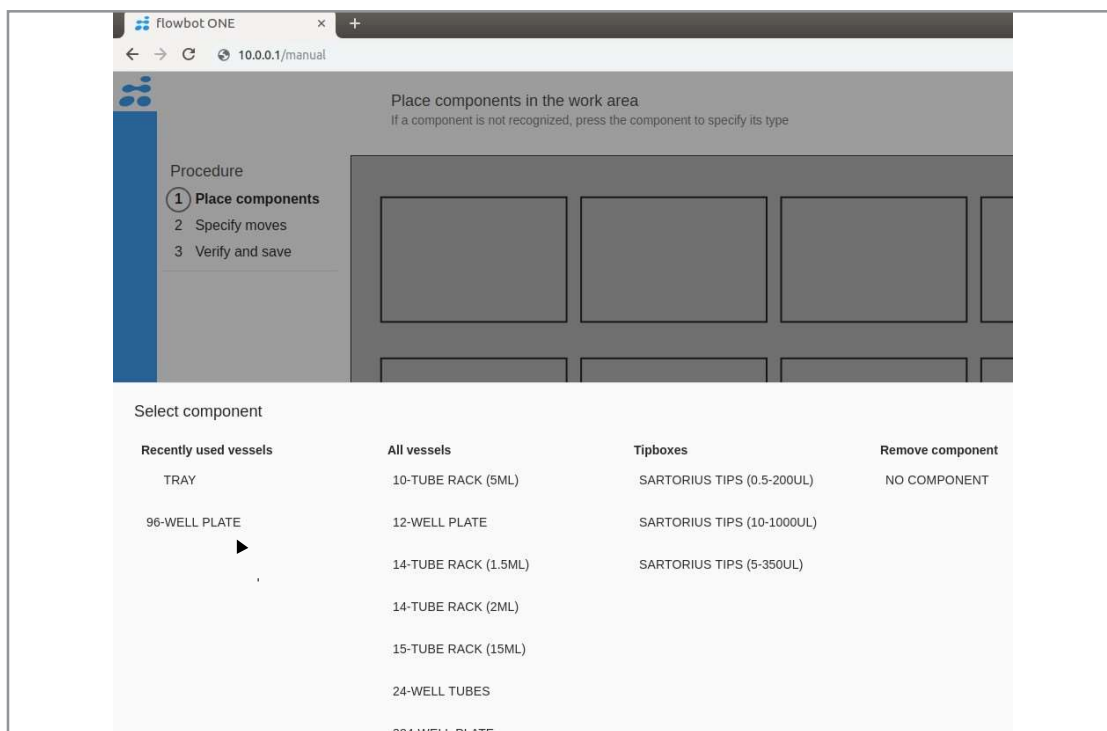 flowbot ONE
10.0.0.1/manual
Place components in the work area
If a component is not recognized, press the component to specify its type
Procedure
1 Place components
2 Specify moves
3 Verify and save
Select component
Recently used vessels
TRAY
96-WELL PLATE
All vessels
10-TUBE RACK (5ML)
12-WELL PLATE
14-TUBE RACK (1.5ML)
14-TUBE RACK (2ML)
15-TUBE RACK (15ML)
24-WELL TUBES
Tipboxes
SARTORIUS TIPS (0.5-200UL)
SARTORIUS TIPS (10-1000UL)
SARTORIUS TIPS (5-350UL)
Remove component
NO COMPONENT